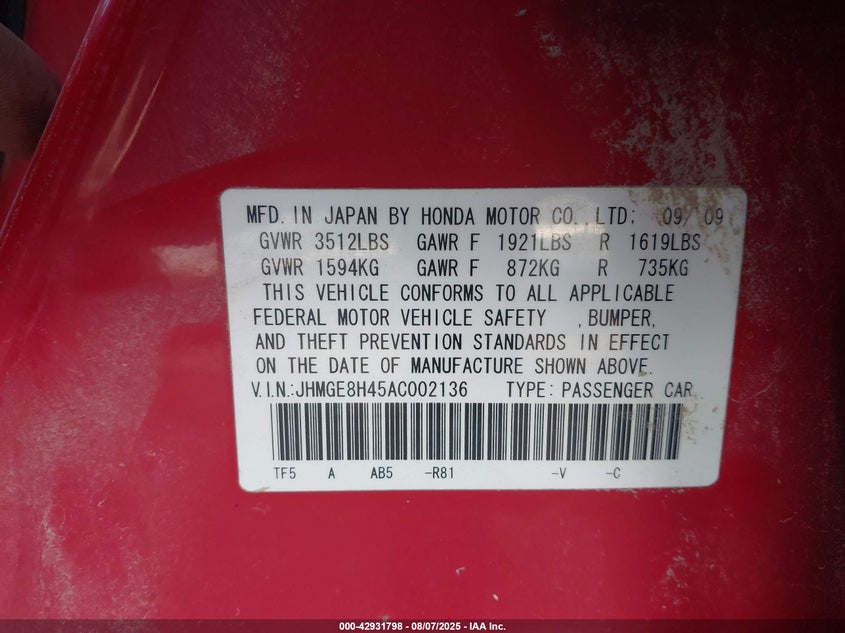 MFD. IN JAPAN BY HONDA MOTOR CO., LTD: 09/ 09
GVWR 3512LBS GAWR F 1921LBS R 1619LBS
GVWR 1594KG GAWR F 872KG R 735KG
THIS VEHICLE CONFORMS TO ALL APPLICABLE
FEDERAL MOTOR VEHICLE SAFETY , BUMPER,
AND THEFT PREVENTION STANDARDS IN EFFECT
ON THE DATE OF MANUFACTURE SHOWN ABOVE.
V.I.N.:JHMGE8H45AC002136 TYPE: PASSENGER CAR
TF5 A AB5 -R81 -V -C
000-42931798 - 08/07/2025 - IAA Inc.